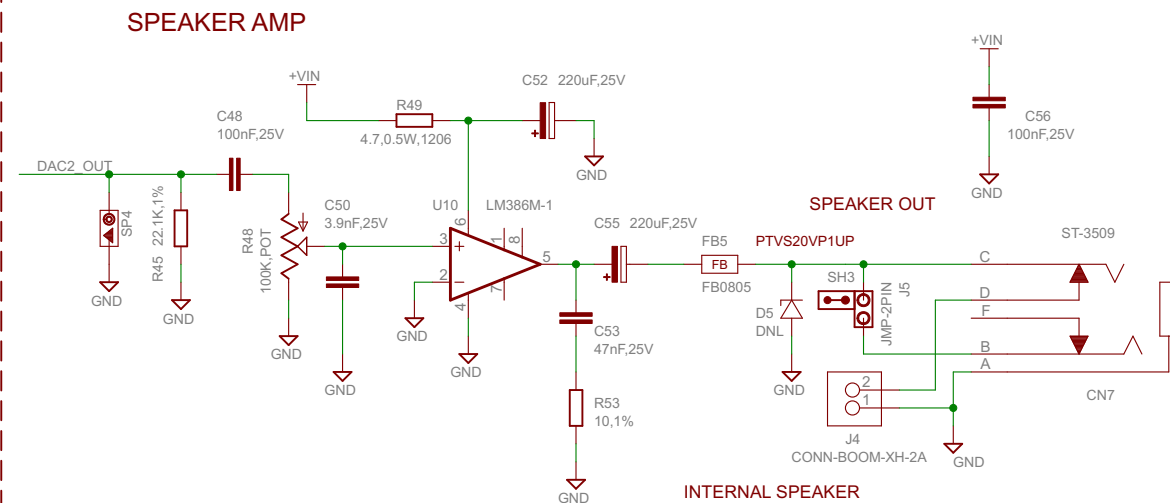 SPEAKER AMP
+VIN
C52 220uF,25V
+VIN
R49
4.7,0.5W,1206
C48
100nF,25V
C56
100nF,25V
GND
GND
DAC2_OUT
SP4
R45 22.1K,1%
R48
100K,POT
C50
3.9nF,25V
U10 LM386M-1
6
3
+
1
8
2
-
5
7
4
C55 220uF,25V
SPEAKER OUT
FB5
FB
FB0805
PTVS20VP1UP
ST-3509
SH3
J5
JMP-2PIN
C
D
F
B
A
D5
DNL
GND
GND
GND
GND
C53
47nF,25V
GND
GND
GND
GND
2
1
CN7
R53
10,1%
J4
CONN-BOOM-XH-2A
GND
GND
INTERNAL SPEAKER